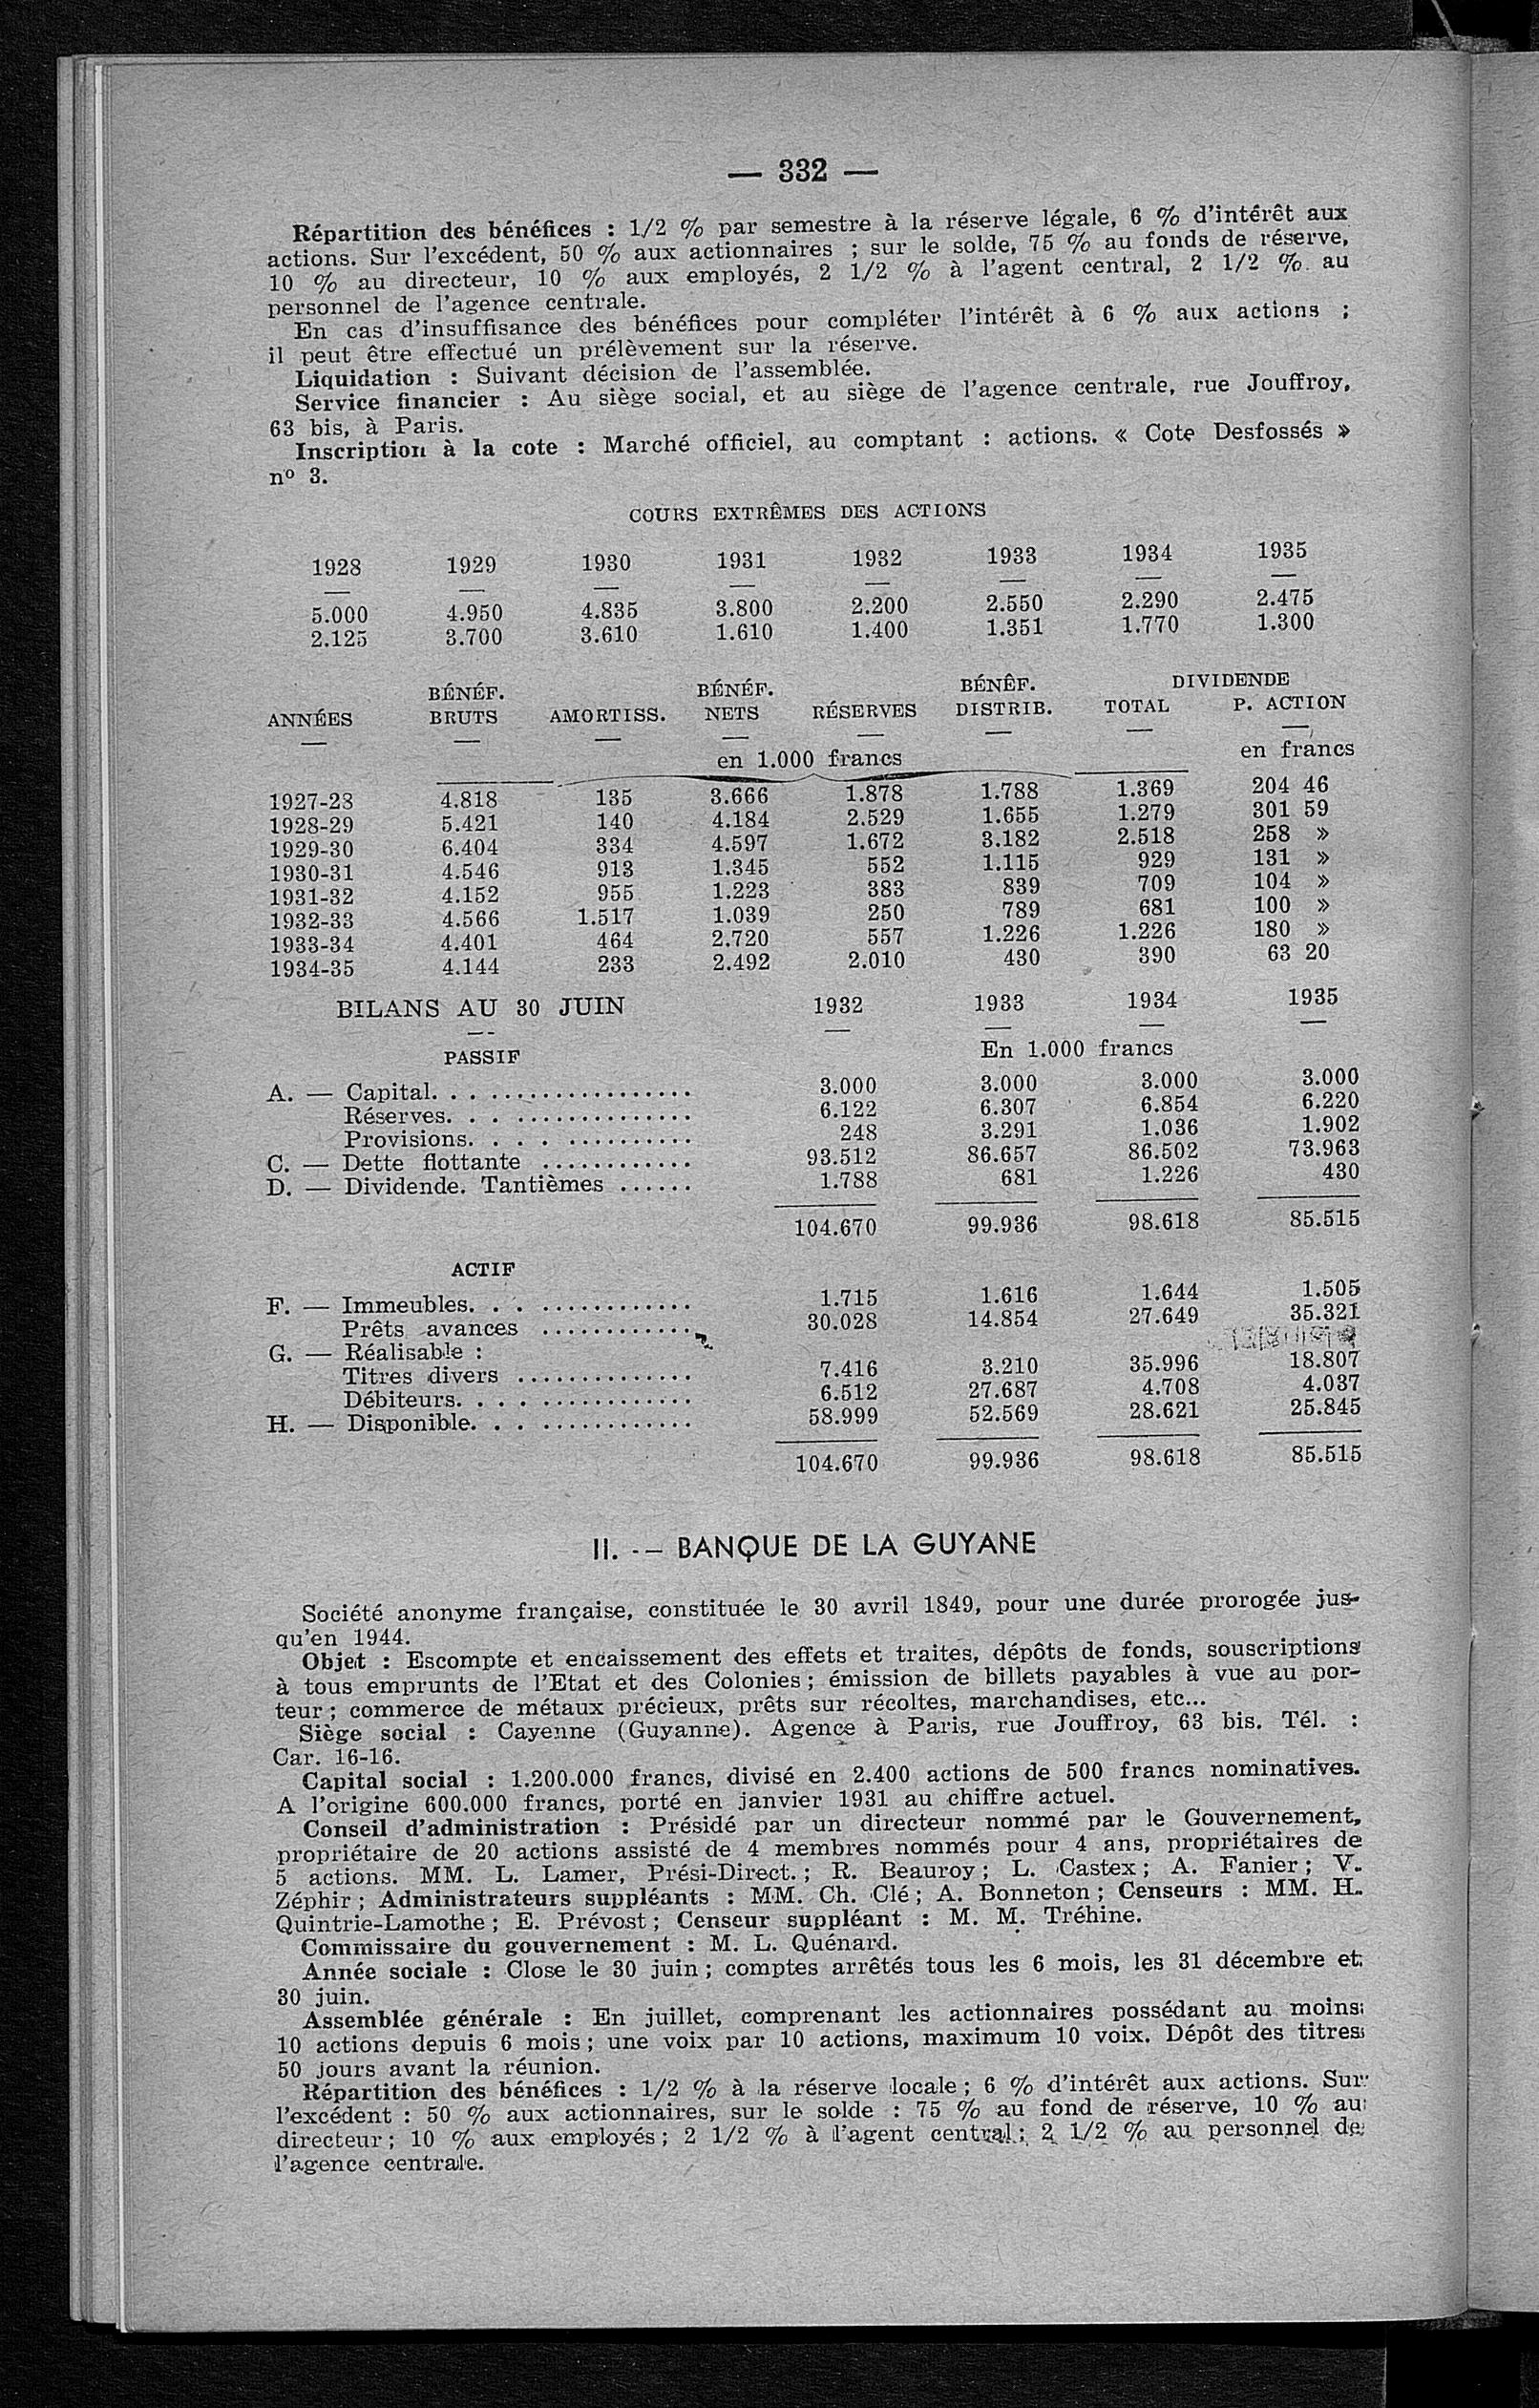 — 332 —
Répartition des bénéfices : 1/2 % par semestre à la réserve légale, 6 % d'intérêt aux
actions. Sur l'excédent, 50 % aux actionnaires ; sur le solde, 75 % au fonds de réserve,
10 % au directeur, 10 % aux employés, 2 1/2 % à l'agent central, 2 1/2 % au
personnel de l'agence centrale.
En cas d'insuffisance des bénéfices pour compléter l'intérêt à 6 % aux actions ;
il peut être effectué un prélèvement sur la réserve.
Liquidation : Suivant décision de l'assemblée.
Service financier : Au siège social, et au siège de l'agence centrale, rue Jouffroy,
63 bis, à Paris.
Inscription à la cote : Marché officiel, au comptant : actions. « Cote Desfossés »
nº 3.
COURS EXTRÊMES DES ACTIONS
1928 1929 1930 1931 1932 1933 1934 1935
5.000 4.950 4.835 3.800 2.200 2.550 2.290 2.475
2.125 3.700 3.610 1.610 1.400 1.351 1.770 1.300
BÉNÉF. BÉNÉF. BÉNÊF. DIVIDENDE
ANNÉES BRUTS AMORTISS. NETS RÉSERVES DISTRIB. TOTAL P. ACTION
en 1.000 francs en francs
1927-28 4.818 135 3.666 1.878 1.788 1.369 204 46
1928-29 5.421 140 4.184 2.529 1.655 1.279 301 59
1929-30 6.404 334 4.597 1.672 3.182 2.518 258 »
1930-31 4.546 913 1.345 552 1.115 929 131 »
1931-32 4.152 955 1.223 383 839 709 104 »
1932-33 4.566 1.517 1.039 250 789 681 100 »
1933-34 4.401 464 2.720 557 1.226 1.226 180 »
1934-35 4.144 233 2.492 2.010 430 390 63 20
BILANS AU 30 JUIN 1932 1933 1934 1935
PASSIF En 1.000 francs
A. — Capital. . . . . . . . . . . . . . . . . . 3.000 3.000 3.000 3.000
Réserves. . . . . . . . . . . . . . . . . 6.122 6.307 6.854 6.220
Provisions. . . . . . . . . . . . . . . 248 3.291 1.036 1.902
C. — Dette flottante . . . . . . . . . . . . 93.512 86.657 86.502 73.963
D. — Dividende. Tantièmes . . . . . . 1.788 681 1.226 430
104.670 99.936 98.618 85.515
ACTIF
F. — Immeubles. . . . . . . . . . . . . . . . 1.715 1.616 1.644 1.505
Prêts avances . . . . . . . . . . . . 30.028 14.854 27.649 35.321
G. — Réalisable :
Titres divers . . . . . . . . . . . . . . 7.416 3.210 35.996 18.807
Débiteurs. . . . . . . . . . . . . . . . 6.512 27.687 4.708 4.037
H. — Disponible. . . . . . . . . . . . . . . . 58.999 52.569 28.621 25.845
104.670 99.936 98.618 85.515
II. -— BANQUE DE LA GUYANE
Société anonyme française, constituée le 30 avril 1849, pour une durée prorogée jus-
qu'en 1944.
Objet : Escompte et encaissement des effets et traites, dépôts de fonds, souscriptions
à tous emprunts de l'Etat et des Colonies ; émission de billets payables à vue au por-
teur ; commerce de métaux précieux, prêts sur récoltes, marchandises, etc...
Siège social : Cayenne (Guyanne). Agence à Paris, rue Jouffroy, 63 bis. Tél. :
Car. 16-16.
Capital social : 1.200.000 francs, divisé en 2.400 actions de 500 francs nominatives.
A l'origine 600.000 francs, porté en janvier 1931 au chiffre actuel.
Conseil d'administration : Présidé par un directeur nommé par le Gouvernement,
propriétaire de 20 actions assisté de 4 membres nommés pour 4 ans, propriétaires de
5 actions. MM. L. Lamer, Prési-Direct. ; R. Beauroy ; L. Castex ; A. Fanier ; V.
Zéphir ; Administrateurs suppléants : MM. Ch. Clé ; A. Bonneton ; Censeurs : MM. H.
Quintrie-Lamothe ; E. Prévost ; Censeur suppléant : M. M. Tréhine.
Commissaire du gouvernement : M. L. Quénard.
Année sociale : Close le 30 juin ; comptes arrêtés tous les 6 mois, les 31 décembre et
30 juin.
Assemblée générale : En juillet, comprenant les actionnaires possédant au moins
10 actions depuis 6 mois ; une voix par 10 actions, maximum 10 voix. Dépôt des titres
50 jours avant la réunion.
Répartition des bénéfices : 1/2 % à la réserve locale ; 6 % d'intérêt aux actions. Sur
l'excédent : 50 % aux actionnaires, sur le solde : 75 % au fond de réserve, 10 % au
directeur ; 10 % aux employés ; 2 1/2 % à l'agent central ; 2 1/2 % au personnel de
l'agence centrale.